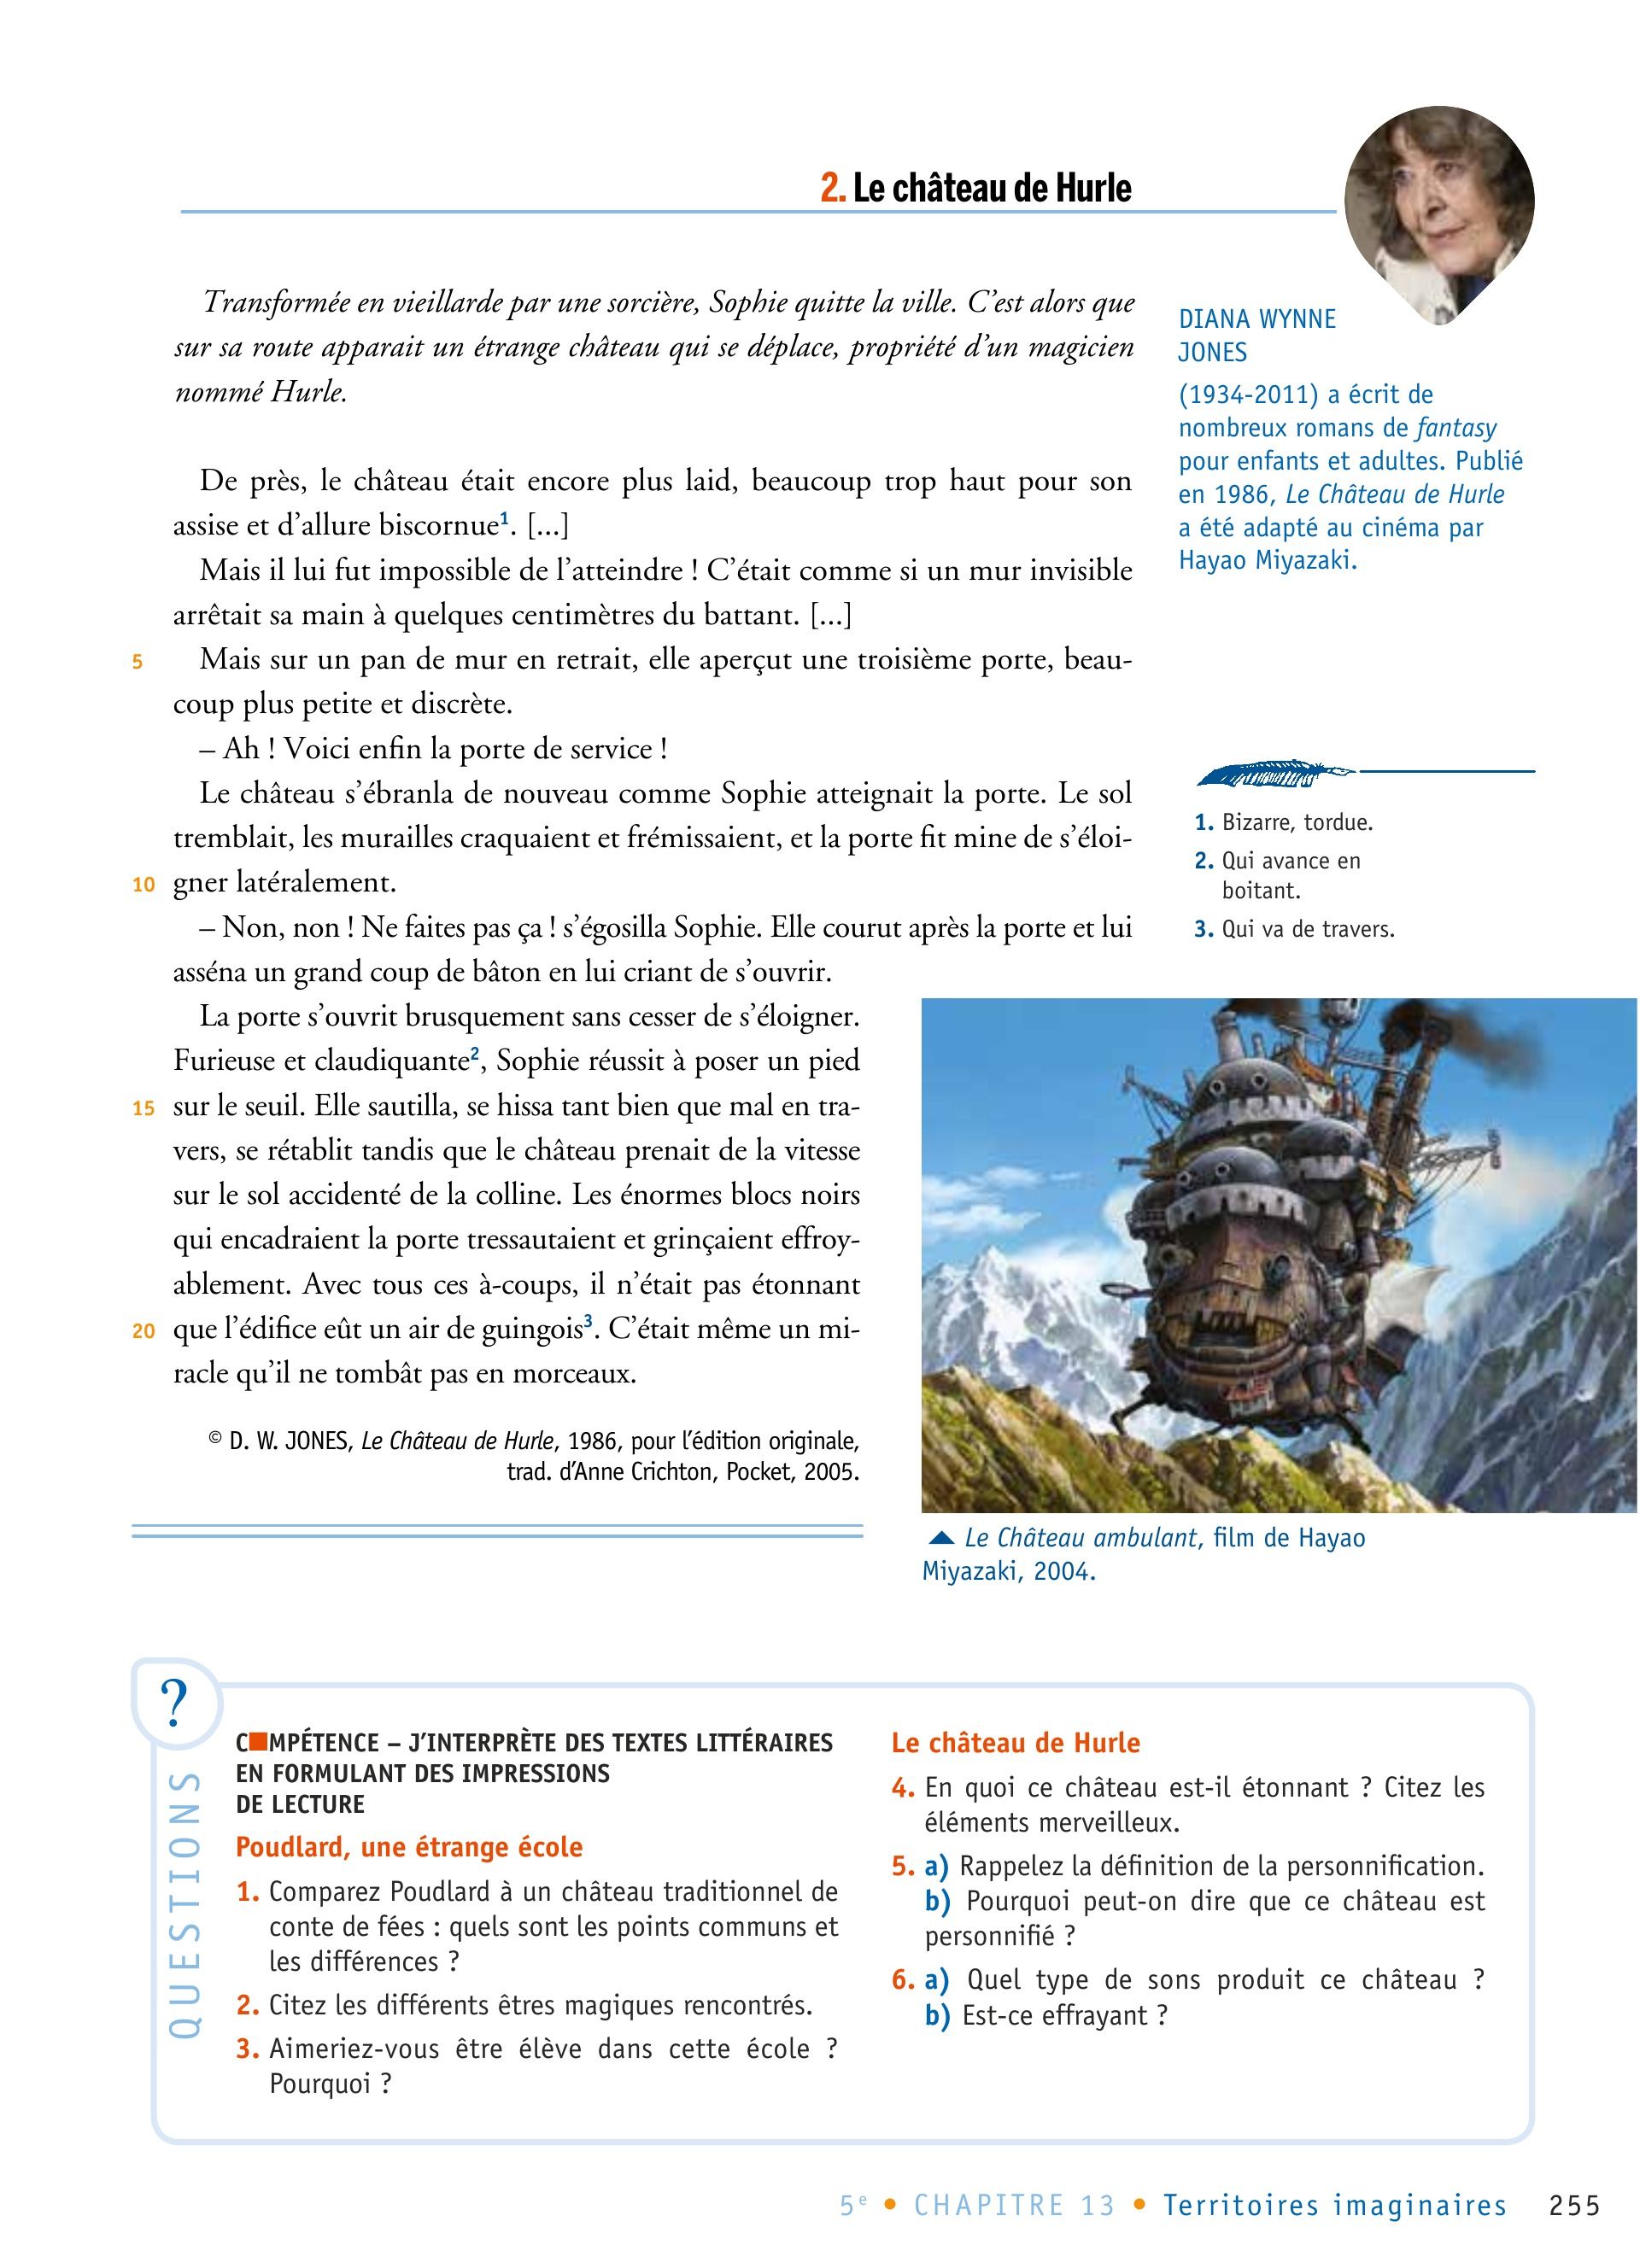 2. Le château de Hurle
Transformée en vieillarde par une sorcière, Sophie quitte la ville. C'est alors que
sur sa route apparait un étrange château qui se déplace, propriété d'un magicien
nommé Hurle.
De près, le château était encore plus laid, beaucoup trop haut pour son
assise et d'allure biscornue1. [...]
Mais il lui fut impossible de l'atteindre ! C'était comme si un mur invisible
arrêtait sa main à quelques centimètres du battant. [...]
5 Mais sur un pan de mur en retrait, elle aperçut une troisième porte, beau-
coup plus petite et discrète.
– Ah ! Voici enfin la porte de service !
Le château s'ébranla de nouveau comme Sophie atteignait la porte. Le sol
tremblait, les murailles craquaient et frémissaient, et la porte fit mine de s'éloi-
10 gner latéralement.
– Non, non ! Ne faites pas ça ! s'égosilla Sophie. Elle courut après la porte et lui
asséna un grand coup de bâton en lui criant de s'ouvrir.
La porte s'ouvrit brusquement sans cesser de s'éloigner.
Furieuse et claudiquante2, Sophie réussit à poser un pied
15 sur le seuil. Elle sautilla, se hissa tant bien que mal en tra-
vers, se rétablit tandis que le château prenait de la vitesse
sur le sol accidenté de la colline. Les énormes blocs noirs
qui encadraient la porte tressautaient et grinçaient effroy-
ablement. Avec tous ces à-coups, il n'était pas étonnant
20 que l'édifice eût un air de guingois3. C'était même un mi-
racle qu'il ne tombât pas en morceaux.
© D. W. JONES, Le Château de Hurle, 1986, pour l'édition originale,
trad. d'Anne Crichton, Pocket, 2005.
DIANA WYNNE
JONES
(1934-2011) a écrit de
nombreux romans de fantasy
pour enfants et adultes. Publié
en 1986, Le Château de Hurle
a été adapté au cinéma par
Hayao Miyazaki.
1. Bizarre, tordue.
2. Qui avance en
boitant.
3. Qui va de travers.
Le Château ambulant, film de Hayao
Miyazaki, 2004.
?
QUESTIONS
C■MPÉTENCE – J'INTERPRÈTE DES TEXTES LITTÉRAIRES
EN FORMULANT DES IMPRESSIONS
DE LECTURE
Poudlard, une étrange école
1. Comparez Poudlard à un château traditionnel de
conte de fées : quels sont les points communs et
les différences ?
2. Citez les différents êtres magiques rencontrés.
3. Aimeriez-vous être élève dans cette école ?
Pourquoi ?
Le château de Hurle
4. En quoi ce château est-il étonnant ? Citez les
éléments merveilleux.
5. a) Rappelez la définition de la personnification.
b) Pourquoi peut-on dire que ce château est
personnifié ?
6. a) Quel type de sons produit ce château ?
b) Est-ce effrayant ?
5e • CHAPITRE 13 • Territoires imaginaires 255